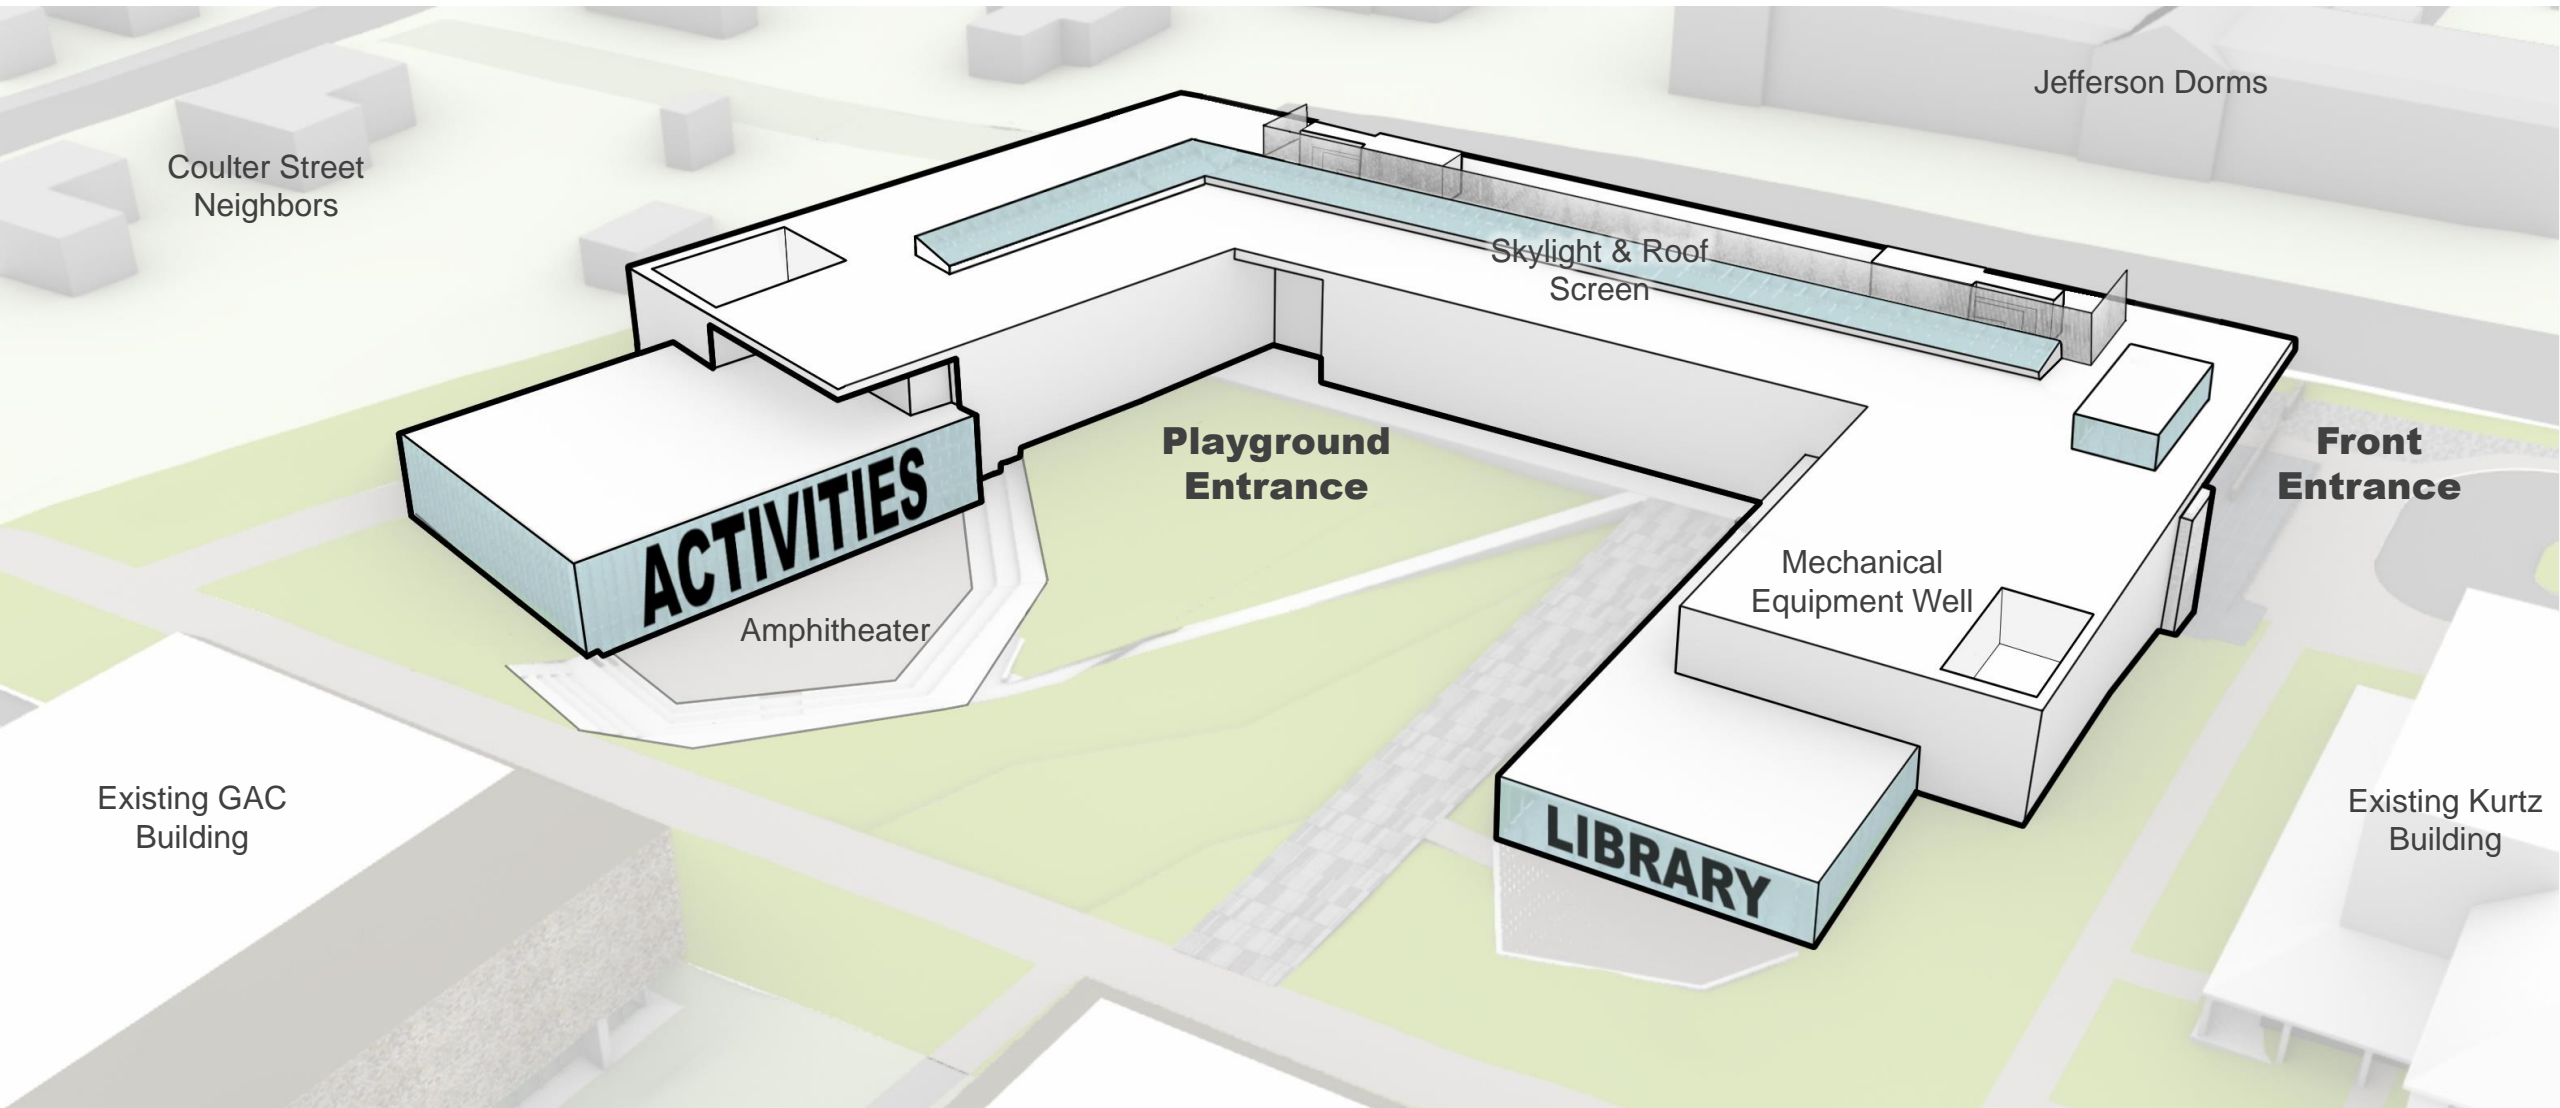 Jefferson Dorms
Coulter Street
Neighbors
Skylight & Roof
Screen
Playground
Entrance
Front
Entrance
ACTIVITIES
Mechanical
Equipment Well
Amphitheater
Existing GAC
Building
LIBRARY
Existing Kurtz
Building